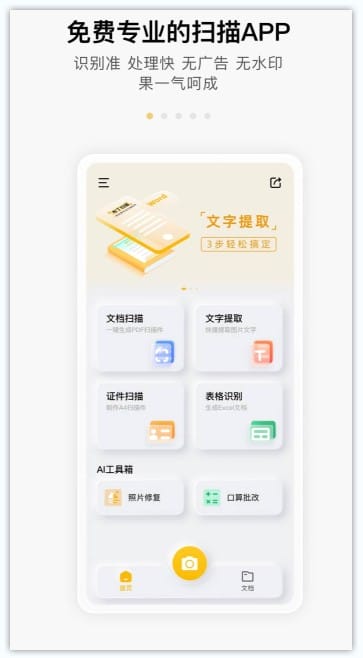 免费专业的扫描APP
识别准 处理快 无广告 无水印
果一气呵成
Word
文字提取
3步轻松搞定
文档扫描
一键生成PDF扫描件
文字提取
快速提取图片文字
证件扫描
制作A4扫描件
表格识别
生成Excel文档
AI工具箱
照片修复
口算批改
首页
文档